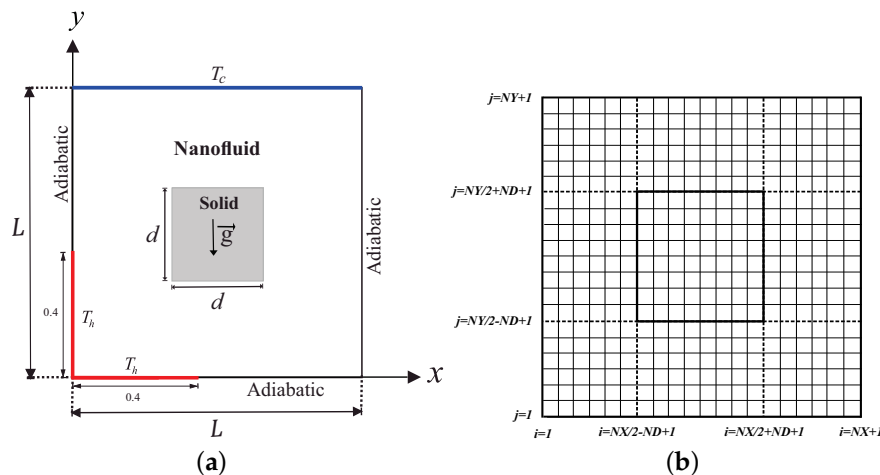 y
T_c
Adiabatic
Nanofluid
Adiabatic
L
Solid
g
d
d
0.4
T_h
T_h
0.4
Adiabatic
x
L
(a)
j=NY+1
j=NY/2+ND+1
j=NY/2-ND+1
j=1
i=1
i=NX/2-ND+1
i=NX/2+ND+1
i=NX+1
(b)